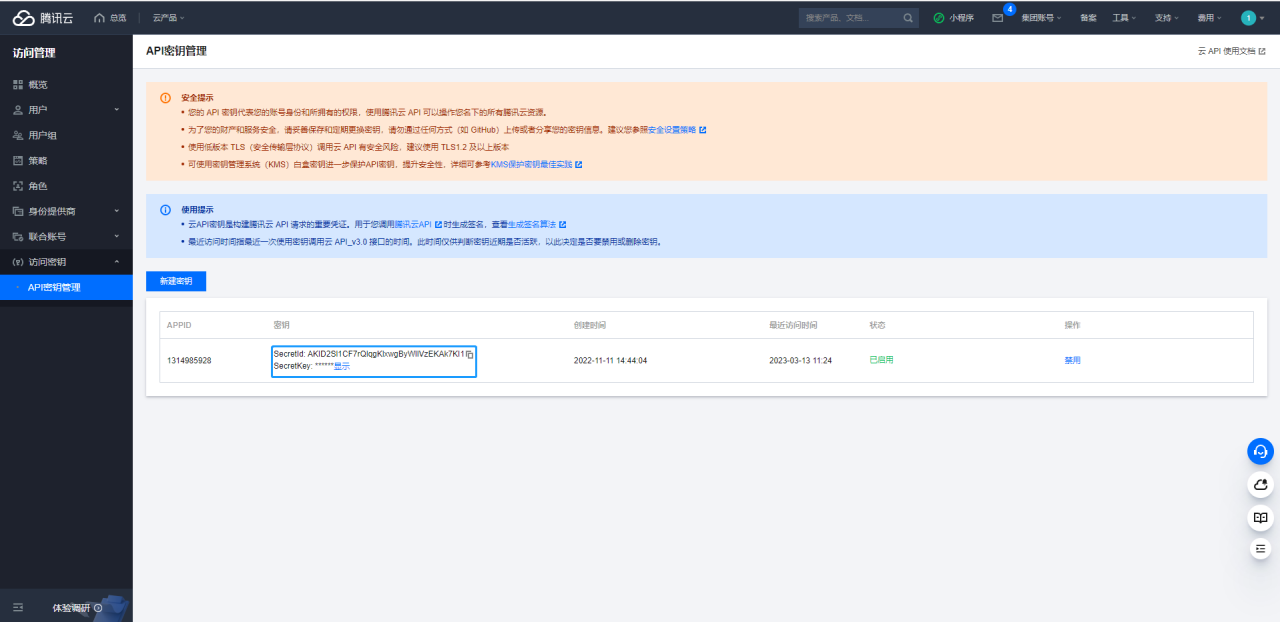 腾讯云 总览 云产品 搜索产品、文档... 小程序 4 集团账号 备案 工具 支持 费用 1
访问管理
API密钥管理
云 API 使用文档
概览
用户
用户组
策略
角色
身份提供商
联合账号
访问密钥
API密钥管理
安全提示
• 您的 API 密钥代表您的账号身份和所拥有的权限，使用腾讯云 API 可以操作您名下的所有腾讯云资源。
• 为了您的财产和服务安全，请妥善保存和定期更换密钥，请勿通过任何方式（如 GitHub）上传或者分享您的密钥信息。建议您参照安全设置策略
• 使用低版本 TLS（安全传输层协议）调用云 API 有安全风险，建议使用 TLS1.2 及以上版本
• 可使用密钥管理系统（KMS）白盒密钥进一步保护API密钥，提升安全性，详细可参考KMS保护密钥最佳实践
使用提示
• 云API密钥是构建腾讯云 API 请求的重要凭证。用于您调用腾讯云API 时生成签名，查看生成签名算法
• 最近访问时间指最近一次使用密钥调用云 API_v3.0 接口的时间。此时间仅供判断密钥近期是否活跃，以此决定是否要禁用或删除密钥。
新建密钥
APPID 密钥 创建时间 最近访问时间 状态 操作
1314985928
SecretId:
SecretKey: ******显示
2022-11-11 14:44:04 2023-03-13 11:24 已启用 禁用
体验调研